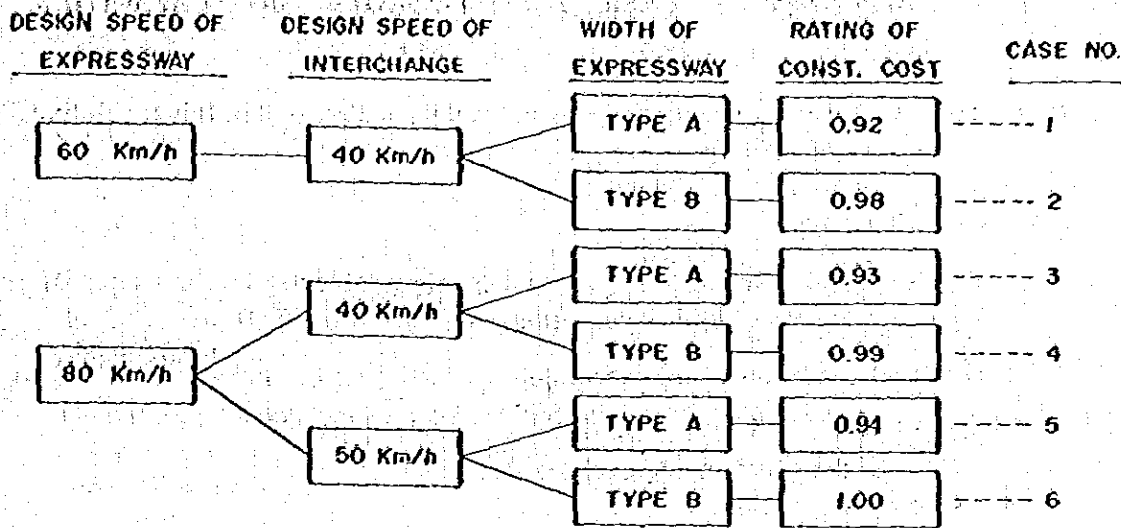 DESIGN SPEED OF EXPRESSWAY
DESIGN SPEED OF INTERCHANGE
WIDTH OF EXPRESSWAY
RATING OF CONST. COST
CASE NO.
60 Km/h
40 Km/h
TYPE A
0.92
1
TYPE B
0.98
2
80 Km/h
40 Km/h
TYPE A
0.93
3
TYPE B
0.99
4
50 Km/h
TYPE A
0.94
5
TYPE B
1.00
6